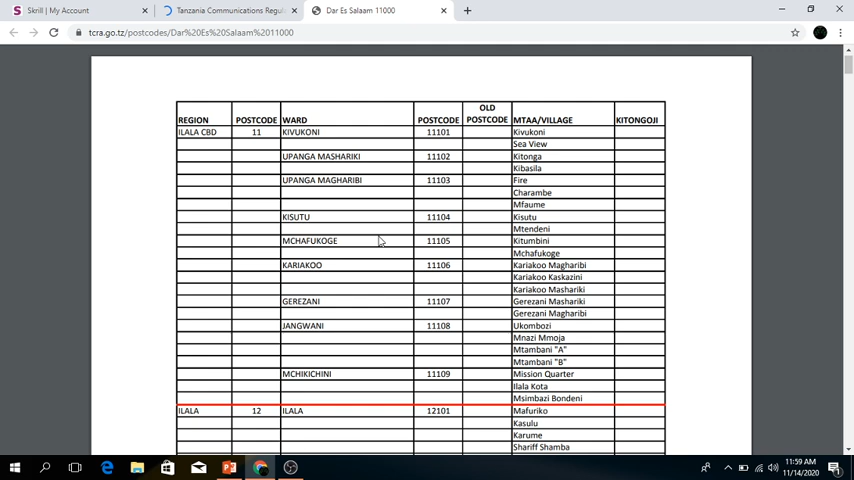 Skrill | My Account
Tanzania Communications Regul
Dar Es Salaam 11000
tcra.go.tz/postcodes/Dar%20Es%20Salaam%2011000
REGION POSTCODE WARD POSTCODE OLD POSTCODE MTAA/VILLAGE KITONGOJI
ILALA CBD 11 KIVUKONI 11101 Kivukoni
Sea View
UPANGA MASHARIKI 11102 Kitonga
Kibasila
UPANGA MAGHARIBI 11103 Fire
Charambe
Mfaume
KISUTU 11104 Kisutu
Mtendeni
MCHAFUKOGE 11105 Kitumbini
Mchafukoge
KARIAKOO 11106 Kariakoo Magharibi
Kariakoo Kaskazini
Kariakoo Mashariki
GEREZANI 11107 Gerezani Mashariki
Gerezani Magharibi
JANGWANI 11108 Ukombozi
Mnazi Mmoja
Mtambani "A"
Mtambani "B"
MCHIKICHINI 11109 Mission Quarter
Ilala Kota
Msimbazi Bondeni
ILALA 12 ILALA 12101 Mafuriko
Kasulu
Karume
Shariff Shamba
11:59 AM
11/14/2020